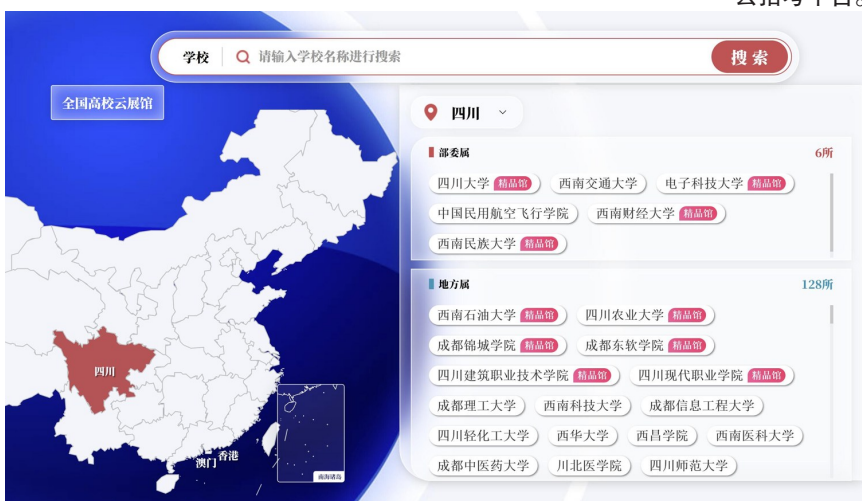 云招考平台。
学校 请输入学校名称进行搜索 搜索
全国高校云展馆
四川
部委属 6所
四川大学 精品馆 西南交通大学 电子科技大学 精品馆
中国民用航空飞行学院 西南财经大学 精品馆
西南民族大学 精品馆
地方属 128所
西南石油大学 精品馆 四川农业大学 精品馆
成都锦城学院 精品馆 成都东软学院 精品馆
四川建筑职业技术学院 精品馆 四川现代职业学院 精品馆
成都理工大学 西南科技大学 成都信息工程大学
四川轻化工大学 西华大学 西昌学院 西南医科大学
成都中医药大学 川北医学院 四川师范大学
四川
香港
澳门
南海诸岛